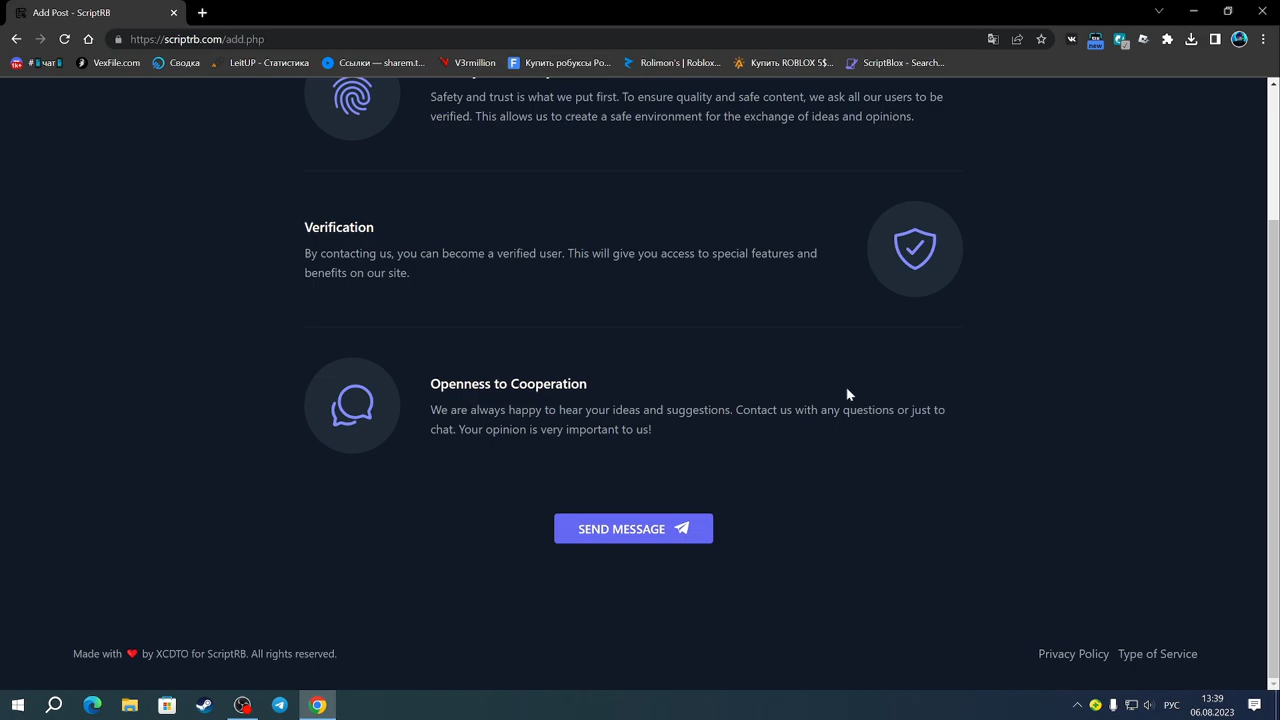 Add Post - ScriptRB
https://scriptrb.com/add.php
new
VexFile.com
Сводка
LeitUP - Статистика
Ссылки — sharem.t...
V3rmillion
Купить робуксы Ро...
Rolimon's | Roblox...
Купить ROBLOX 5$...
ScriptBlox - Search...
Safety and trust is what we put first. To ensure quality and safe content, we ask all our users to be
verified. This allows us to create a safe environment for the exchange of ideas and opinions.
Verification
By contacting us, you can become a verified user. This will give you access to special features and
benefits on our site.
Openness to Cooperation
We are always happy to hear your ideas and suggestions. Contact us with any questions or just to
chat. Your opinion is very important to us!
SEND MESSAGE
Made with ❤ by XCDTO for ScriptRB. All rights reserved.
Privacy Policy Type of Service
РУС
13:39
06.08.2023